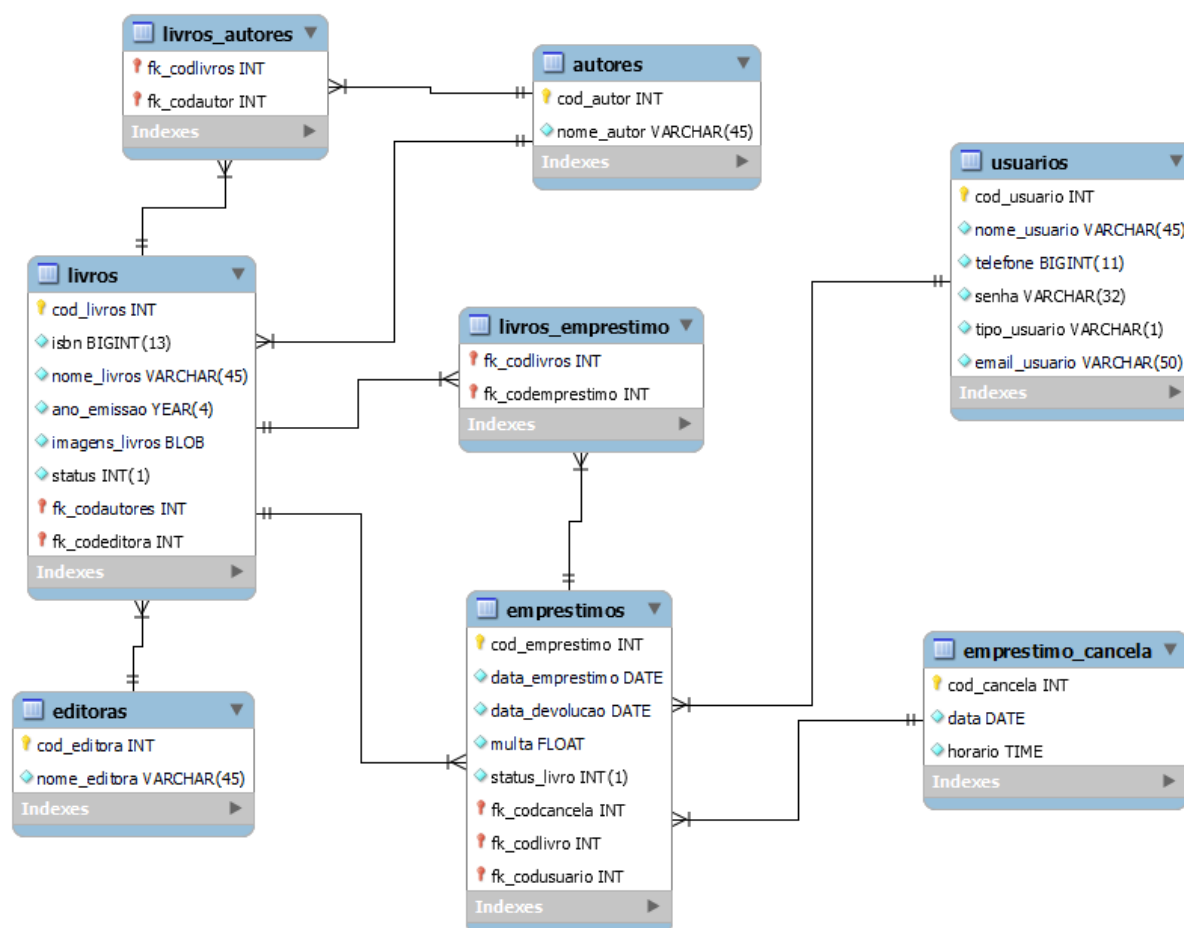 livros_autores
fk_codlivros INT
fk_codautor INT
Indexes
autores
cod_autor INT
nome_autor VARCHAR(45)
Indexes
usuarios
cod_usuario INT
nome_usuario VARCHAR(45)
telefone BIGINT(11)
senha VARCHAR(32)
tipo_usuario VARCHAR(1)
email_usuario VARCHAR(50)
Indexes
livros
cod_livros INT
isbn BIGINT(13)
nome_livros VARCHAR(45)
ano_emissao YEAR(4)
imagens_livros BLOB
status INT(1)
fk_codautores INT
fk_codeditora INT
Indexes
livros_emprestimo
fk_codlivros INT
fk_codemprestimo INT
Indexes
editoras
cod_editora INT
nome_editora VARCHAR(45)
Indexes
emprestimos
cod_emprestimo INT
data_emprestimo DATE
data_devolucao DATE
multa FLOAT
status_livro INT(1)
fk_codcancela INT
fk_codlivro INT
fk_codusuario INT
Indexes
emprestimo_cancela
cod_cancela INT
data DATE
horario TIME
Indexes